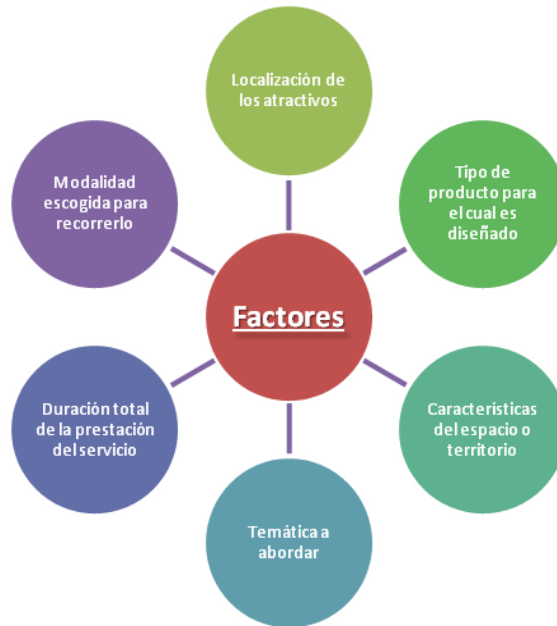 Localización de
los atractivos
Tipo de
producto para
el cual es
diseñado
Características
del espacio o
territorio
Temática a
abordar
Duración total
de la prestación
del servicio
Modalidad
escogida para
recorrerlo
Factores